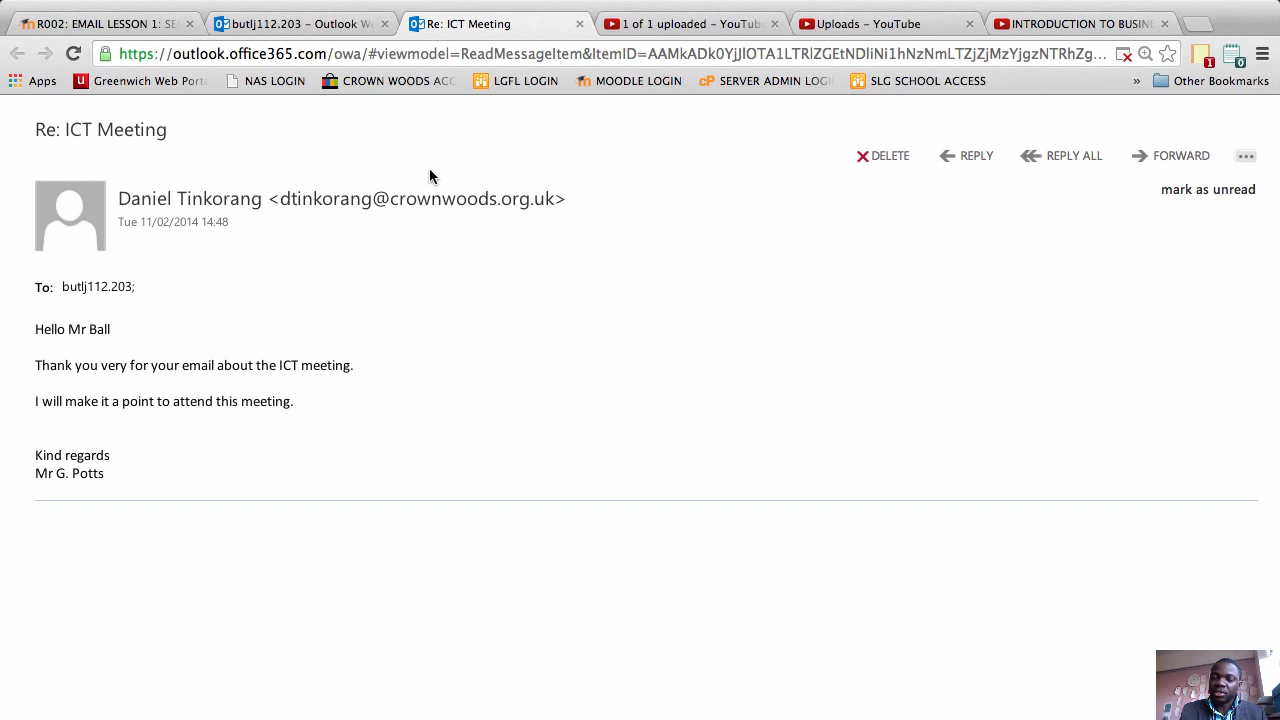 R002: EMAIL LESSON 1: SE
butlj112.203 – Outlook W
Re: ICT Meeting
1 of 1 uploaded – YouTub
Uploads – YouTube
INTRODUCTION TO BUSINE
https://outlook.office365.com/owa/#viewmodel=ReadMessageItem&ItemID=AAMkADk0YjJlOTA1LTRlZGEtNDliNi1hNzNmLTZjZjMzYjgzNTRhZg...
1
0
Apps
Greenwich Web Port
NAS LOGIN
CROWN WOODS ACC
LGFL LOGIN
MOODLE LOGIN
SERVER ADMIN LOGI
SLG SCHOOL ACCESS
»
Other Bookmarks
Re: ICT Meeting
DELETE
REPLY
REPLY ALL
FORWARD
mark as unread
Daniel Tinkorang <dtinkorang@crownwoods.org.uk>
Tue 11/02/2014 14:48
To: butlj112.203;
Hello Mr Ball
Thank you very for your email about the ICT meeting.
I will make it a point to attend this meeting.
Kind regards
Mr G. Potts